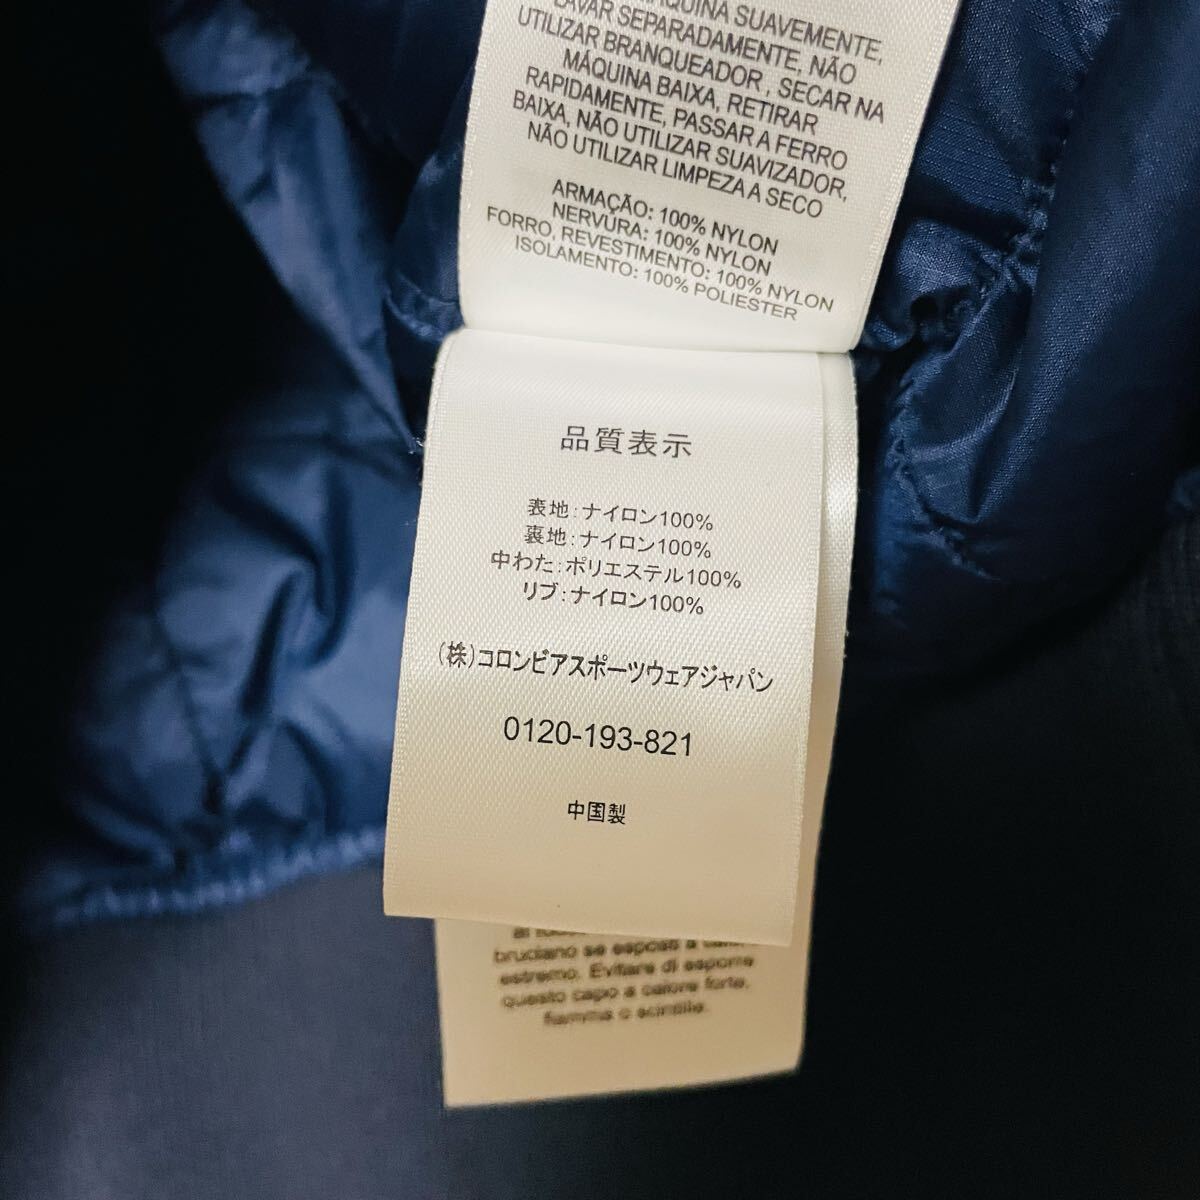 MÁQUINA SUAVEMENTE,
LAVAR SEPARADAMENTE, NÃO
UTILIZAR BRANQUEADOR , SECAR NA
MÁQUINA BAIXA, RETIRAR
RAPIDAMENTE, PASSAR A FERRO
BAIXA, NÃO UTILIZAR SUAVIZADOR,
NÃO UTILIZAR LIMPEZA A SECO
ARMAÇÃO: 100% NYLON
NERVURA: 100% NYLON
FORRO, REVESTIMENTO: 100% NYLON
ISOLAMENTO: 100% POLIESTER
品質表示
表地:ナイロン100%
裏地:ナイロン100%
中わた:ポリエステル100%
リブ:ナイロン100%
(株)コロンビアスポーツウェアジャパン
0120-193-821
中国製
bruciano se esposti a
estremo. Evitare di esporre
questo capo a calore forte,
fiamma o scintille.